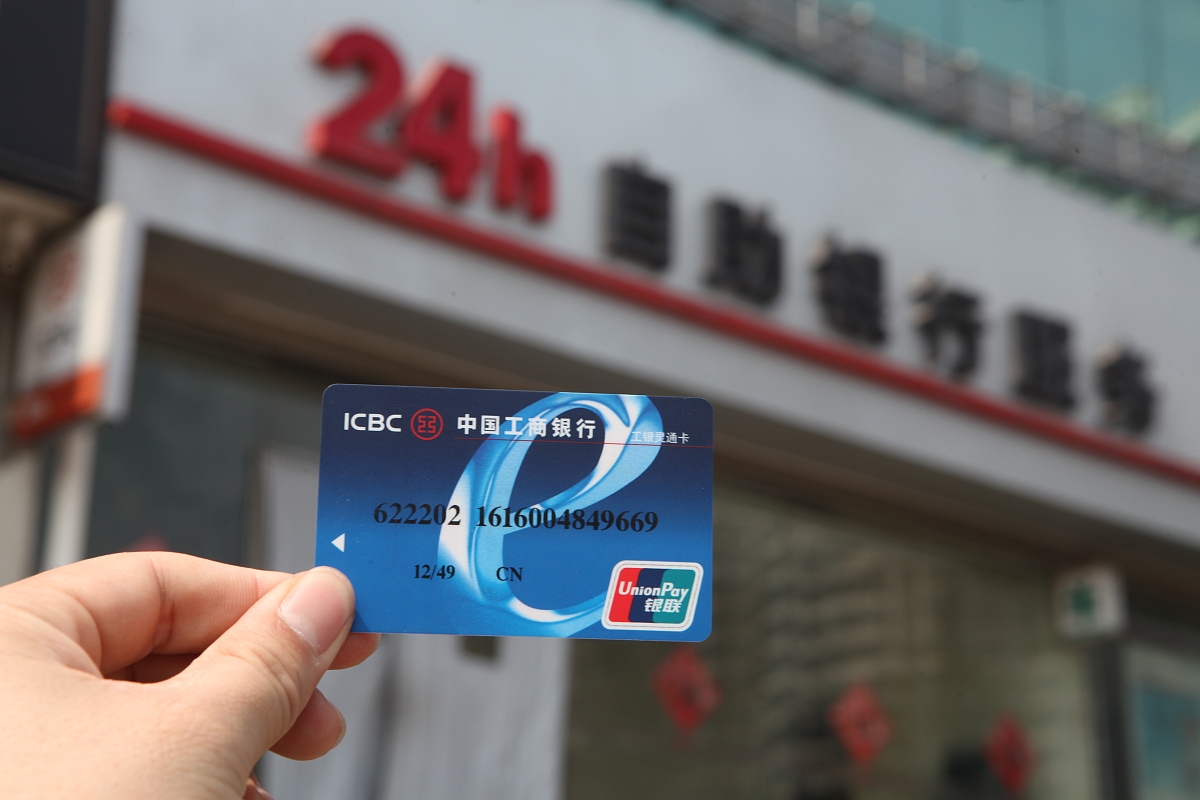 24h 自助银行服务
ICBC 中国工商银行 工银灵通卡
622202 1616004849669
12/49 CN
UnionPay
银联